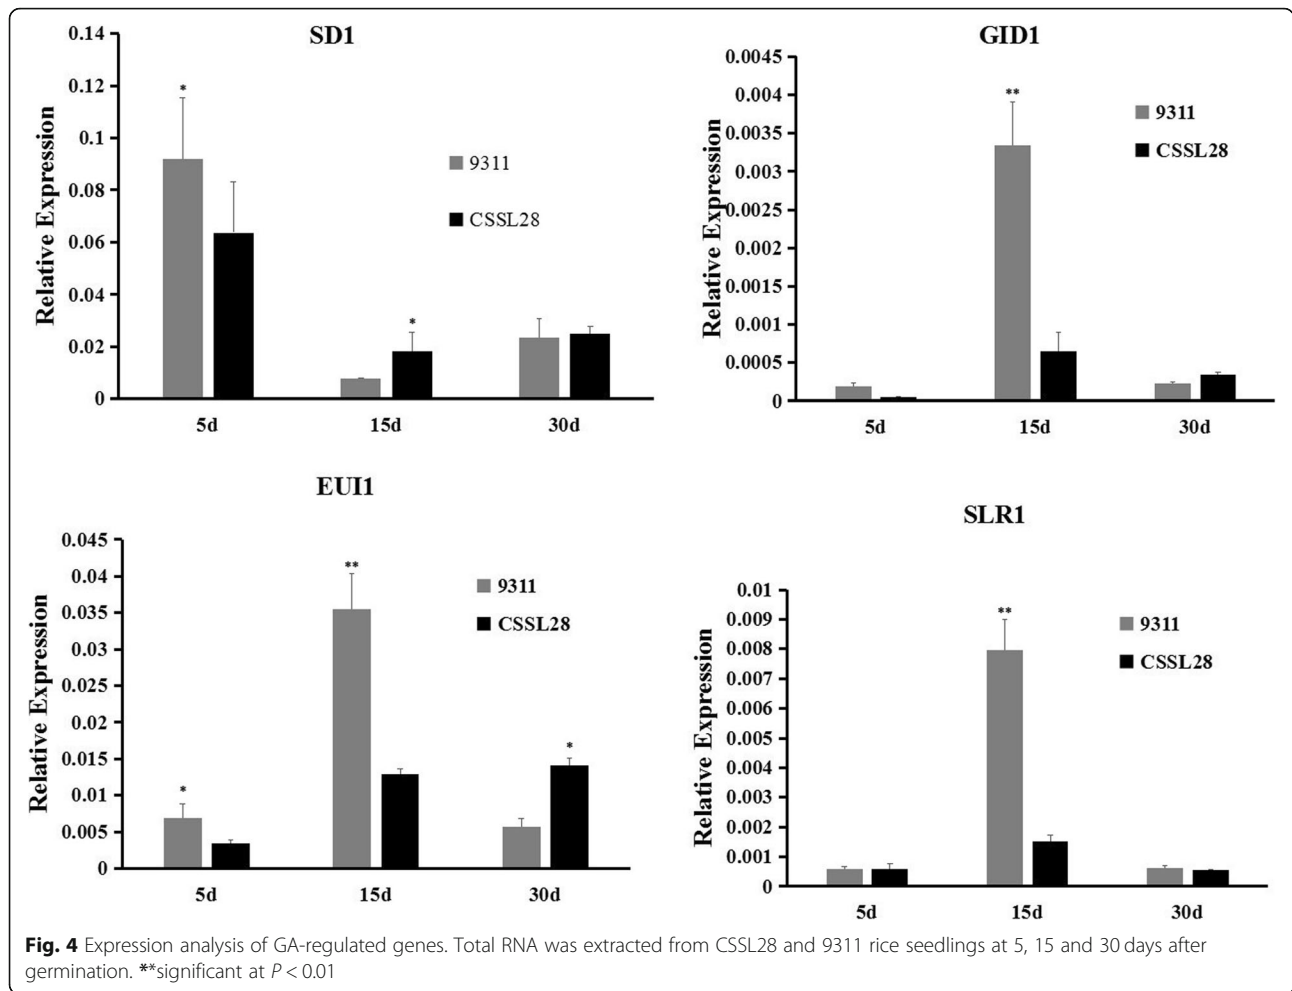 SD1
Relative Expression
0.14
0.12
0.1
0.08
0.06
0.04
0.02
0
5d
15d
30d
*
*
9311
CSSL28
GID1
Relative Expression
0.0045
0.004
0.0035
0.003
0.0025
0.002
0.0015
0.001
0.0005
0
5d
15d
30d
**
9311
CSSL28
EUI1
Relative Expression
0.045
0.04
0.035
0.03
0.025
0.02
0.015
0.01
0.005
0
5d
15d
30d
*
**
*
9311
CSSL28
SLR1
Relative Expression
0.01
0.009
0.008
0.007
0.006
0.005
0.004
0.003
0.002
0.001
0
5d
15d
30d
**
9311
CSSL28
Fig. 4 Expression analysis of GA-regulated genes. Total RNA was extracted from CSSL28 and 9311 rice seedlings at 5, 15 and 30 days after
germination. **significant at P < 0.01